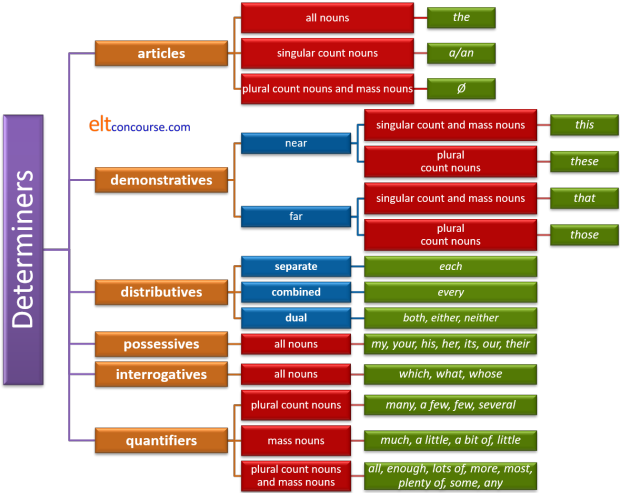 Determiners
articles
all nouns
the
singular count nouns
a/an
plural count nouns and mass nouns
Ø
eltconcourse.com
demonstratives
near
singular count and mass nouns
this
plural
count nouns
these
far
singular count and mass nouns
that
plural
count nouns
those
distributives
separate
each
combined
every
dual
both, either, neither
possessives
all nouns
my, your, his, her, its, our, their
interrogatives
all nouns
which, what, whose
quantifiers
plural count nouns
many, a few, few, several
mass nouns
much, a little, a bit of, little
plural count nouns
and mass nouns
all, enough, lots of, more, most,
plenty of, some, any